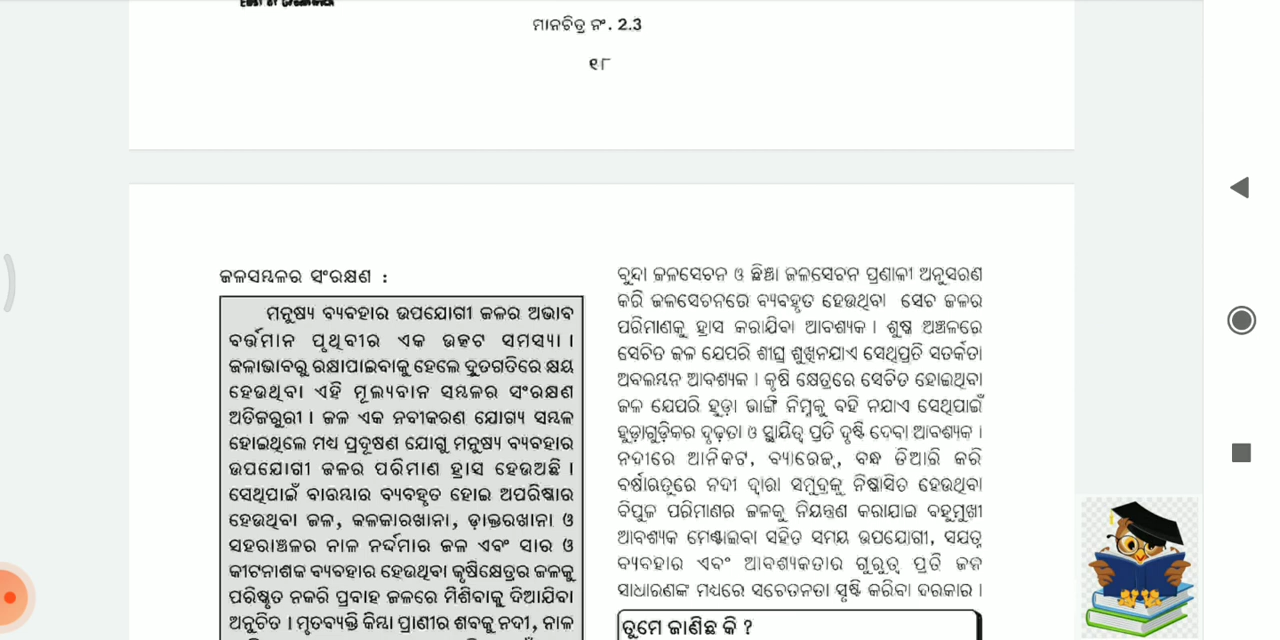 East of Greenwich
ମାନଚିତ୍ର ନଂ. 2.3
୧୮
ଜଳସମ୍ବଳର ସଂରକ୍ଷଣ :
ମନୁଷ୍ୟ ବ୍ୟବହାର ଉପଯୋଗୀ ଜଳର ଅଭାବ
ବର୍ତ୍ତମାନ ପୃଥିବୀର ଏକ ଉତ୍କଟ ସମସ୍ୟା ।
ଜଳାଭାବରୁ ରକ୍ଷାପାଇବାକୁ ହେଲେ ଦ୍ରୁତଗତିରେ କ୍ଷୟ
ହେଉଥିବା ଏହି ମୂଲ୍ୟବାନ ସମ୍ବଳର ସଂରକ୍ଷଣ
ଅତିଜରୁରୀ । ଜଳ ଏକ ନବୀକରଣ ଯୋଗ୍ୟ ସମ୍ବଳ
ହୋଇଥିଲେ ମଧ୍ୟ ପ୍ରଦୂଷଣ ଯୋଗୁ ମନୁଷ୍ୟ ବ୍ୟବହାର
ଉପଯୋଗୀ ଜଳର ପରିମାଣ ହ୍ରାସ ହେଉଅଛି ।
ସେଥିପାଇଁ ବାରମ୍ବାର ବ୍ୟବହୃତ ହୋଇ ଅପରିଷ୍କାର
ହେଉଥିବା ଜଳ, କଳକାରଖାନା, ଡ଼ାକ୍ତରଖାନା ଓ
ସହରାଞ୍ଚଳର ନାଳ ନର୍ଦ୍ଦମାର ଜଳ ଏବଂ ସାର ଓ
କୀଟନାଶକ ବ୍ୟବହାର ହେଉଥିବା କୃଷିକ୍ଷେତ୍ରର ଜଳକୁ
ପରିଷ୍କୃତ ନକରି ପ୍ରବାହ ଜଳରେ ମିଶିବାକୁ ଦିଆଯିବା
ଅନୁଚିତ । ମୃତବ୍ୟକ୍ତି କିମ୍ବା ପ୍ରାଣୀର ଶବକୁ ନଦୀ, ନାଳ
ବୁନ୍ଦା ଜଳସେଚନ ଓ ଛିଞ୍ଚା ଜଳସେଚନ ପ୍ରଣାଳୀ ଅନୁସରଣ
କରି ଜଳସେଚନରେ ବ୍ୟବହୃତ ହେଉଥିବା ସେଚ ଜଳର
ପରିମାଣକୁ ହ୍ରାସ କରାଯିବା ଆବଶ୍ୟକ । ଶୁଷ୍କ ଅଞ୍ଚଳରେ
ସେଚିତ ଜଳ ଯେପରି ଶୀଘ୍ର ଶୁଖିନଯାଏ ସେଥିପ୍ରତି ସତର୍କତା
ଅବଲମ୍ବନ ଆବଶ୍ୟକ । କୃଷି କ୍ଷେତ୍ରରେ ସେଚିତ ହୋଇଥିବା
ଜଳ ଯେପରି ହୁଡ଼ା ଭାଙ୍ଗି ନିମ୍ନକୁ ବହି ନଯାଏ ସେଥିପାଇଁ
ହୁଡ଼ାଗୁଡ଼ିକର ଦୃଢ଼ତା ଓ ସ୍ଥାୟିତ୍ଵ ପ୍ରତି ଦୃଷ୍ଟି ଦେବା ଆବଶ୍ୟକ ।
ନଦୀରେ ଆନିକଟ, ବ୍ୟାରେଜ୍, ବନ୍ଧ ତିଆରି କରି
ବର୍ଷାଋତୁରେ ନଦୀ ଦ୍ୱାରା ସମୁଦ୍ରକୁ ନିଷ୍କାସିତ ହେଉଥିବା
ବିପୁଳ ପରିମାଣର ଜଳକୁ ନିୟନ୍ତ୍ରଣ କରାଯାଇ ବହୁମୁଖୀ
ଆବଶ୍ୟକ ମେଣ୍ଟାଇବା ସହିତ ସମୟ ଉପଯୋଗୀ, ସଯତ୍ନ
ବ୍ୟବହାର ଏବଂ ଆବଶ୍ୟକତାର ଗୁରୁତ୍ୱ ପ୍ରତି ଜନ
ସାଧାରଣଙ୍କ ମଧ୍ୟରେ ସଚେତନତା ସୃଷ୍ଟି କରିବା ଦରକାର ।
ତୁମେ ଜାଣିଛ କି ?